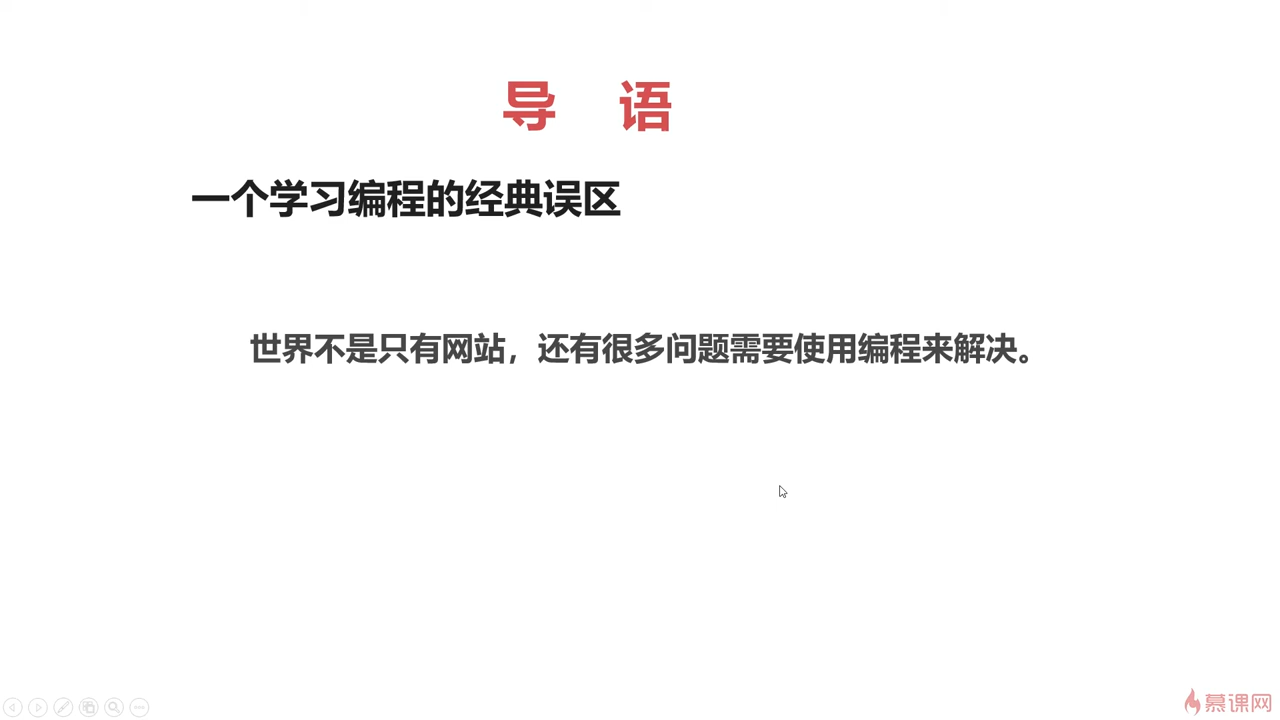 导 语
一个学习编程的经典误区
世界不是只有网站，还有很多问题需要使用编程来解决。
慕课网